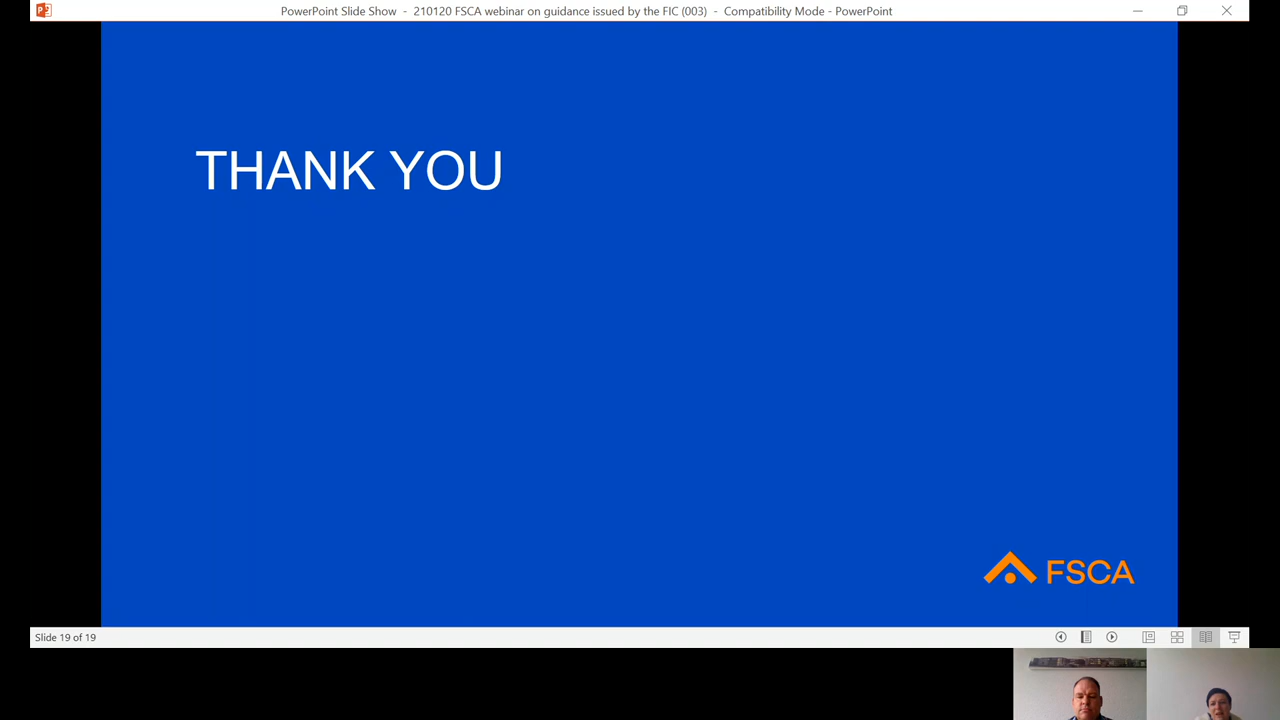 PowerPoint Slide Show - 210120 FSCA webinar on guidance issued by the FIC (003) - Compatibility Mode - PowerPoint
THANK YOU
FSCA
Slide 19 of 19